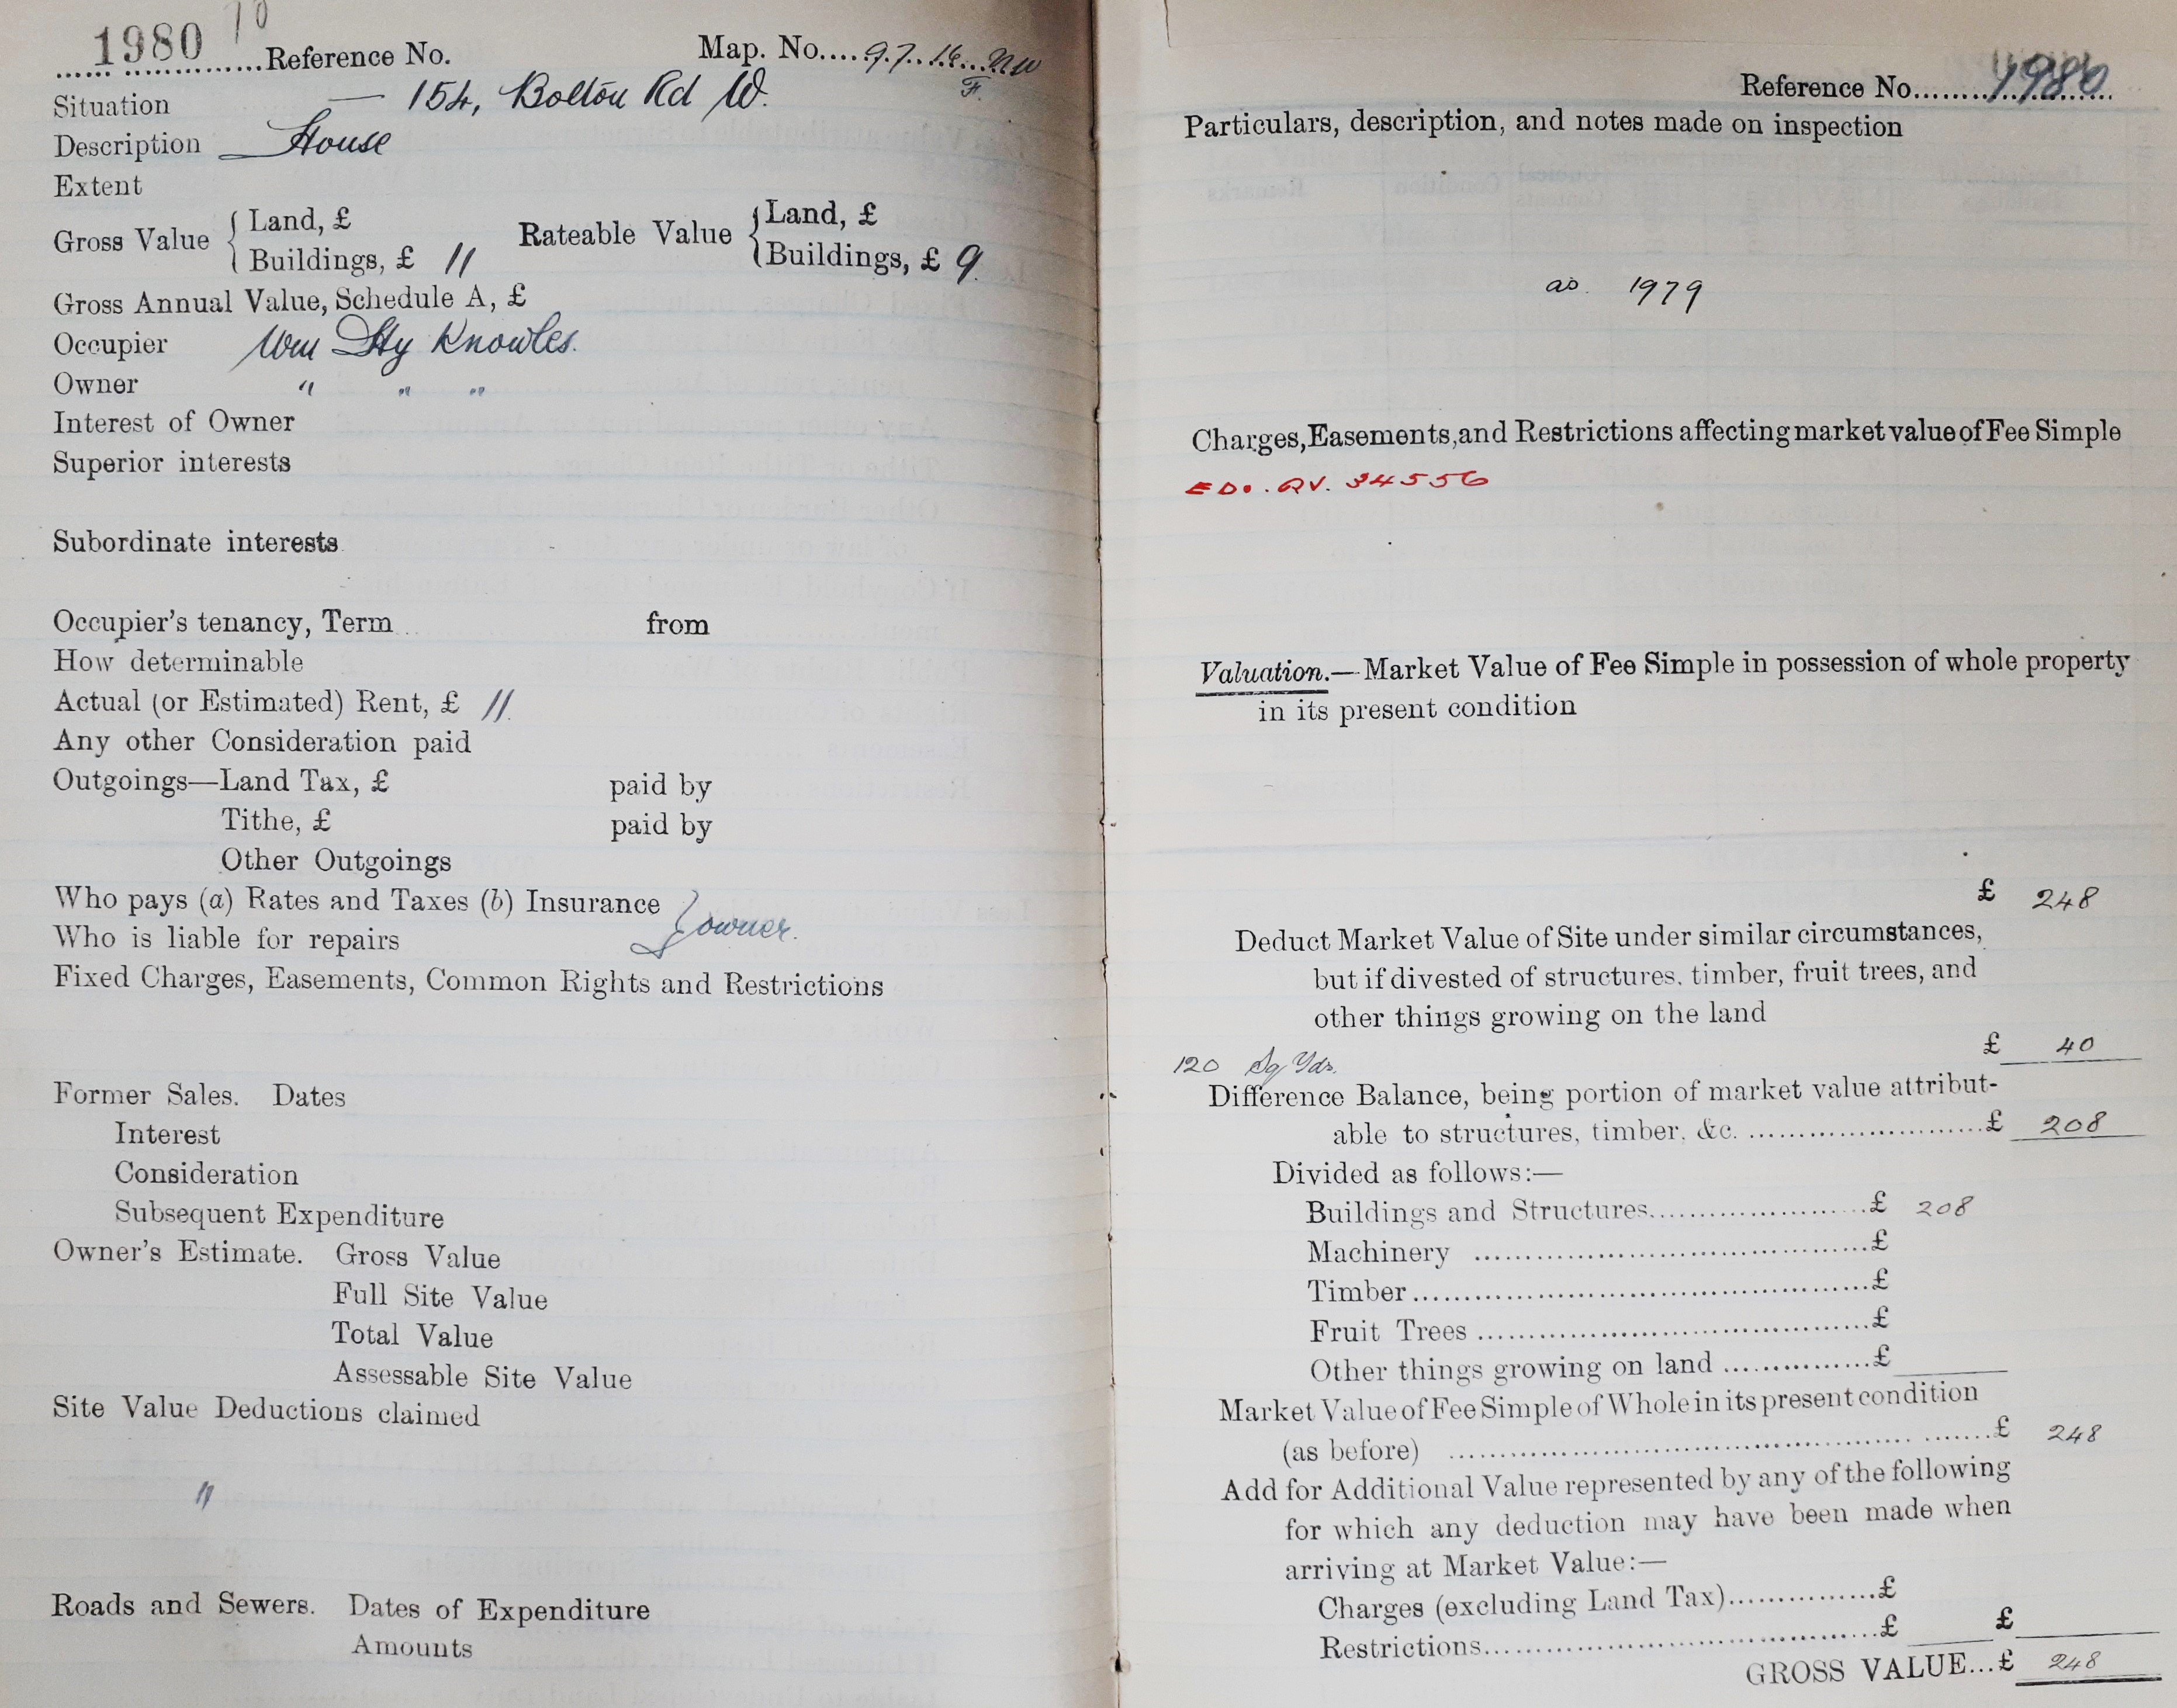 1980 10 Reference No. Map. No. 97.16. NW
F.
Situation — 154, Bolton Rd W.
Description House
Extent
Gross Value { Land, £ Rateable Value { Land, £
Buildings, £ 11 Buildings, £ 9.
Gross Annual Value, Schedule A, £
Occupier Wm Hy Knowles.
Owner " " "
Interest of Owner
Superior interests
Subordinate interests
Occupier's tenancy, Term from
How determinable
Actual (or Estimated) Rent, £ 11.
Any other Consideration paid
Outgoings—Land Tax, £ paid by
Tithe, £ paid by
Other Outgoings
Who pays (a) Rates and Taxes (b) Insurance } owner.
Who is liable for repairs
Fixed Charges, Easements, Common Rights and Restrictions
Former Sales. Dates
Interest
Consideration
Subsequent Expenditure
Owner's Estimate. Gross Value
Full Site Value
Total Value
Assessable Site Value
Site Value Deductions claimed
"
Roads and Sewers. Dates of Expenditure
Amounts
Reference No. 1980
Particulars, description, and notes made on inspection
as. 1979
Charges, Easements, and Restrictions affecting market value of Fee Simple
EDo. RV. 34556
Valuation.—Market Value of Fee Simple in possession of whole property
in its present condition
£ 248
Deduct Market Value of Site under similar circumstances,
but if divested of structures, timber, fruit trees, and
other things growing on the land
£ 40
120 Sq Yds.
Difference Balance, being portion of market value attribut-
able to structures, timber, &c. £ 208
Divided as follows:—
Buildings and Structures £ 208
Machinery £
Timber £
Fruit Trees £
Other things growing on land £
Market Value of Fee Simple of Whole in its present condition
(as before) £ 248
Add for Additional Value represented by any of the following
for which any deduction may have been made when
arriving at Market Value:—
Charges (excluding Land Tax) £
Restrictions £ £
GROSS VALUE...£ 248